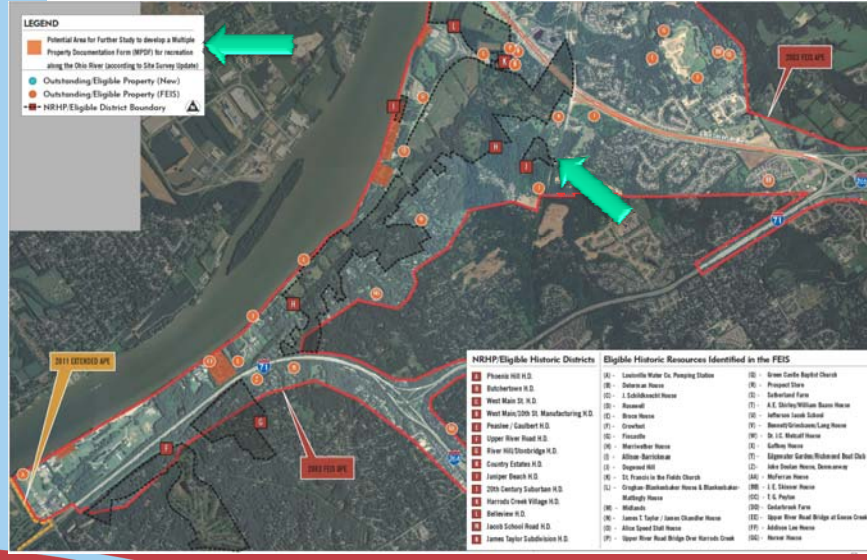 LEGEND
Potential Area for Further Study to develop a Multiple
Property Documentation Form (MPDF) for recreation
along the Ohio River (according to Site Survey Update)
Outstanding/Eligible Property (New)
Outstanding/Eligible Property (FEIS)
NRHP/Eligible District Boundary
2003 FEIS APE
71
2011 EXTENDED APE
71
2003 FEIS APE
NRHP/Eligible Historic Districts
Phoenix Hill H.D.
Butchertown H.D.
West Main St. H.D.
West Main/10th St. Manufacturing H.D.
Peaslee / Gaulbert H.D.
Upper River Road H.D.
River Hill/Stonbridge H.D.
Country Estates H.D.
Juniper Beach H.D.
20th Century Suburban H.D.
Harrods Creek Village H.D.
Belleview H.D.
Jacob School Road H.D.
James Taylor Subdivision H.D.
Eligible Historic Resources Identified in the FEIS
(A) - Louisville Water Co. Pumping Station
(B) - Determan House
(C) - J. Schildknecht House
(D) - Rosewell
(E) - Bruce House
(F) - Crowfoot
(G) - Fincastle
(H) - Merriwether House
(I) - Allison-Barrickman
(J) - Dogwood Hill
(K) - St. Francis in the Fields Church
(L) - Croghan-Blankenbaker House & Blankenbaker-
Mallingly House
(M) - Midlands
(N) - James T. Taylor / James Chandler House
(O) - Alice Speed Stoll House
(P) - Upper River Road Bridge Over Harrods Creek
(Q) - Green Castle Baptist Church
(R) - Prospect Store
(S) - Sutherland Farm
(T) - A.E. Shirley/William Bass House
(U) - Jefferson Jacob School
(V) - Bennett/Grinsbaum/Lang House
(W) - Dr. I.C. Metcalf House
(X) - Gaffney House
(Y) - Edgewater Garden/Richmond Boat Club
(Z) - John Doolan House, Dunmanway
(AA) - McFerran House
(BB) - J.E. Skinner House
(CC) - T.G. Peyton
(DD) - Cedarbrook Farm
(EE) - Upper River Road Bridge at Goose Creek
(FF) - Addison Lee House
(GG) - Horner House